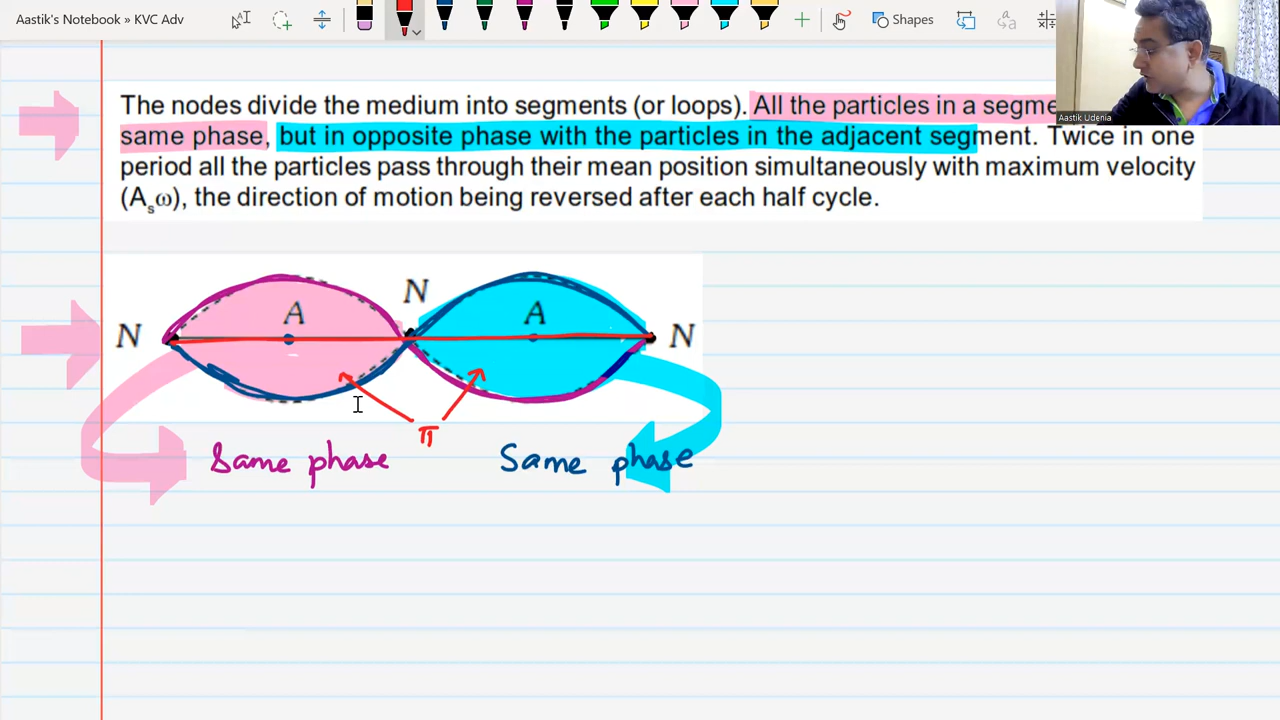 Aastik's Notebook » KVC Adv
Shapes
Aastik Udenia
The nodes divide the medium into segments (or loops). All the particles in a
same phase, but in opposite phase with the particles in the adjacent segment. Twice in one
period all the particles pass through their mean position simultaneously with maximum velocity
(Asω), the direction of motion being reversed after each half cycle.
N A N A N
π
Same phase Same phase